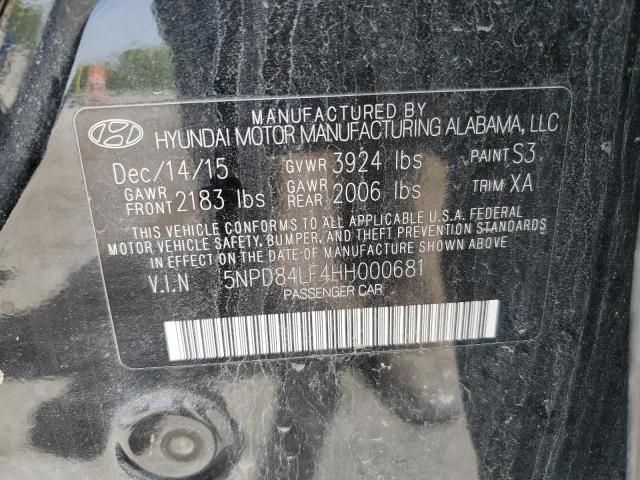 MANUFACTURED BY
HYUNDAI MOTOR MANUFACTURING ALABAMA, LLC
Dec/14/15 GVWR 3924 lbs PAINT S3
GAWR FRONT 2183 lbs GAWR REAR 2006 lbs TRIM XA
THIS VEHICLE CONFORMS TO ALL APPLICABLE U.S.A. FEDERAL
MOTOR VEHICLE SAFETY, BUMPER, AND THEFT PREVENTION STANDARDS
IN EFFECT ON THE DATE OF MANUFACTURE SHOWN ABOVE.
V.I.N 5NPD84LF4HH000681
PASSENGER CAR